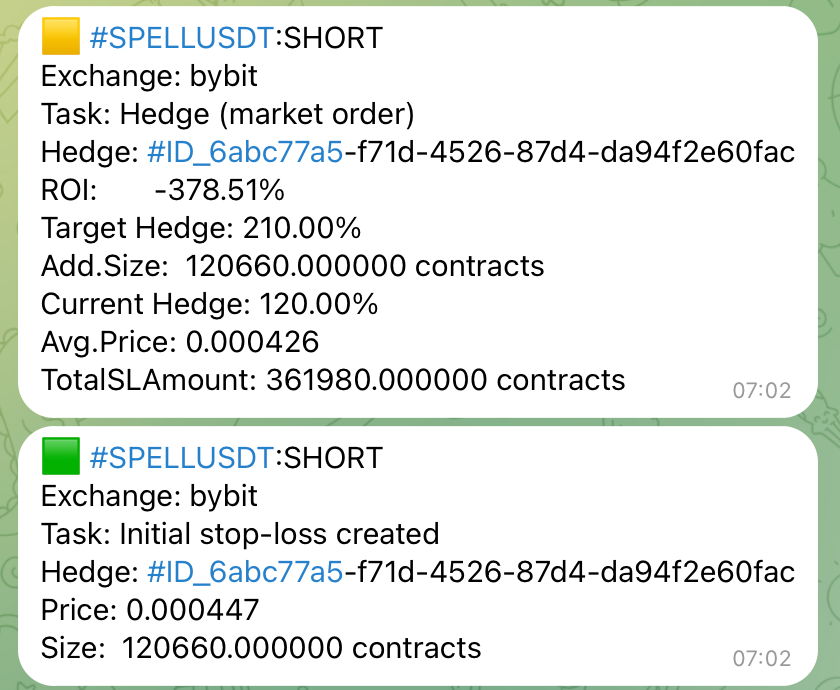 #SPELLUSDT:SHORT
Exchange: bybit
Task: Hedge (market order)
Hedge: #ID_6abc77a5-f71d-4526-87d4-da94f2e60fac
ROI: -378.51%
Target Hedge: 210.00%
Add.Size: 120660.000000 contracts
Current Hedge: 120.00%
Avg.Price: 0.000426
TotalSLAmount: 361980.000000 contracts
07:02
#SPELLUSDT:SHORT
Exchange: bybit
Task: Initial stop-loss created
Hedge: #ID_6abc77a5-f71d-4526-87d4-da94f2e60fac
Price: 0.000447
Size: 120660.000000 contracts
07:02